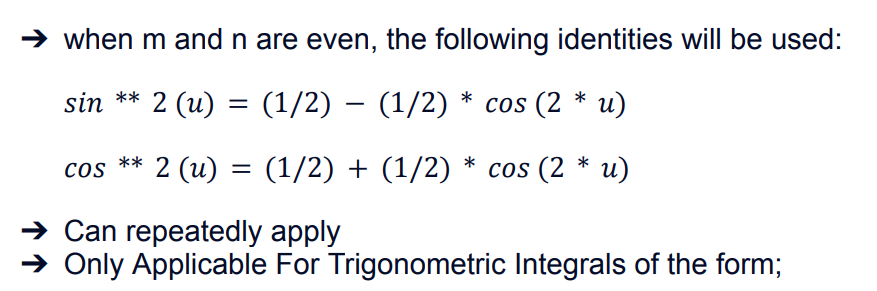 ➔ when m and n are even, the following identities will be used:
sin ** 2 (u) = (1/2) − (1/2) * cos (2 * u)
cos ** 2 (u) = (1/2) + (1/2) * cos (2 * u)
➔ Can repeatedly apply
➔ Only Applicable For Trigonometric Integrals of the form;